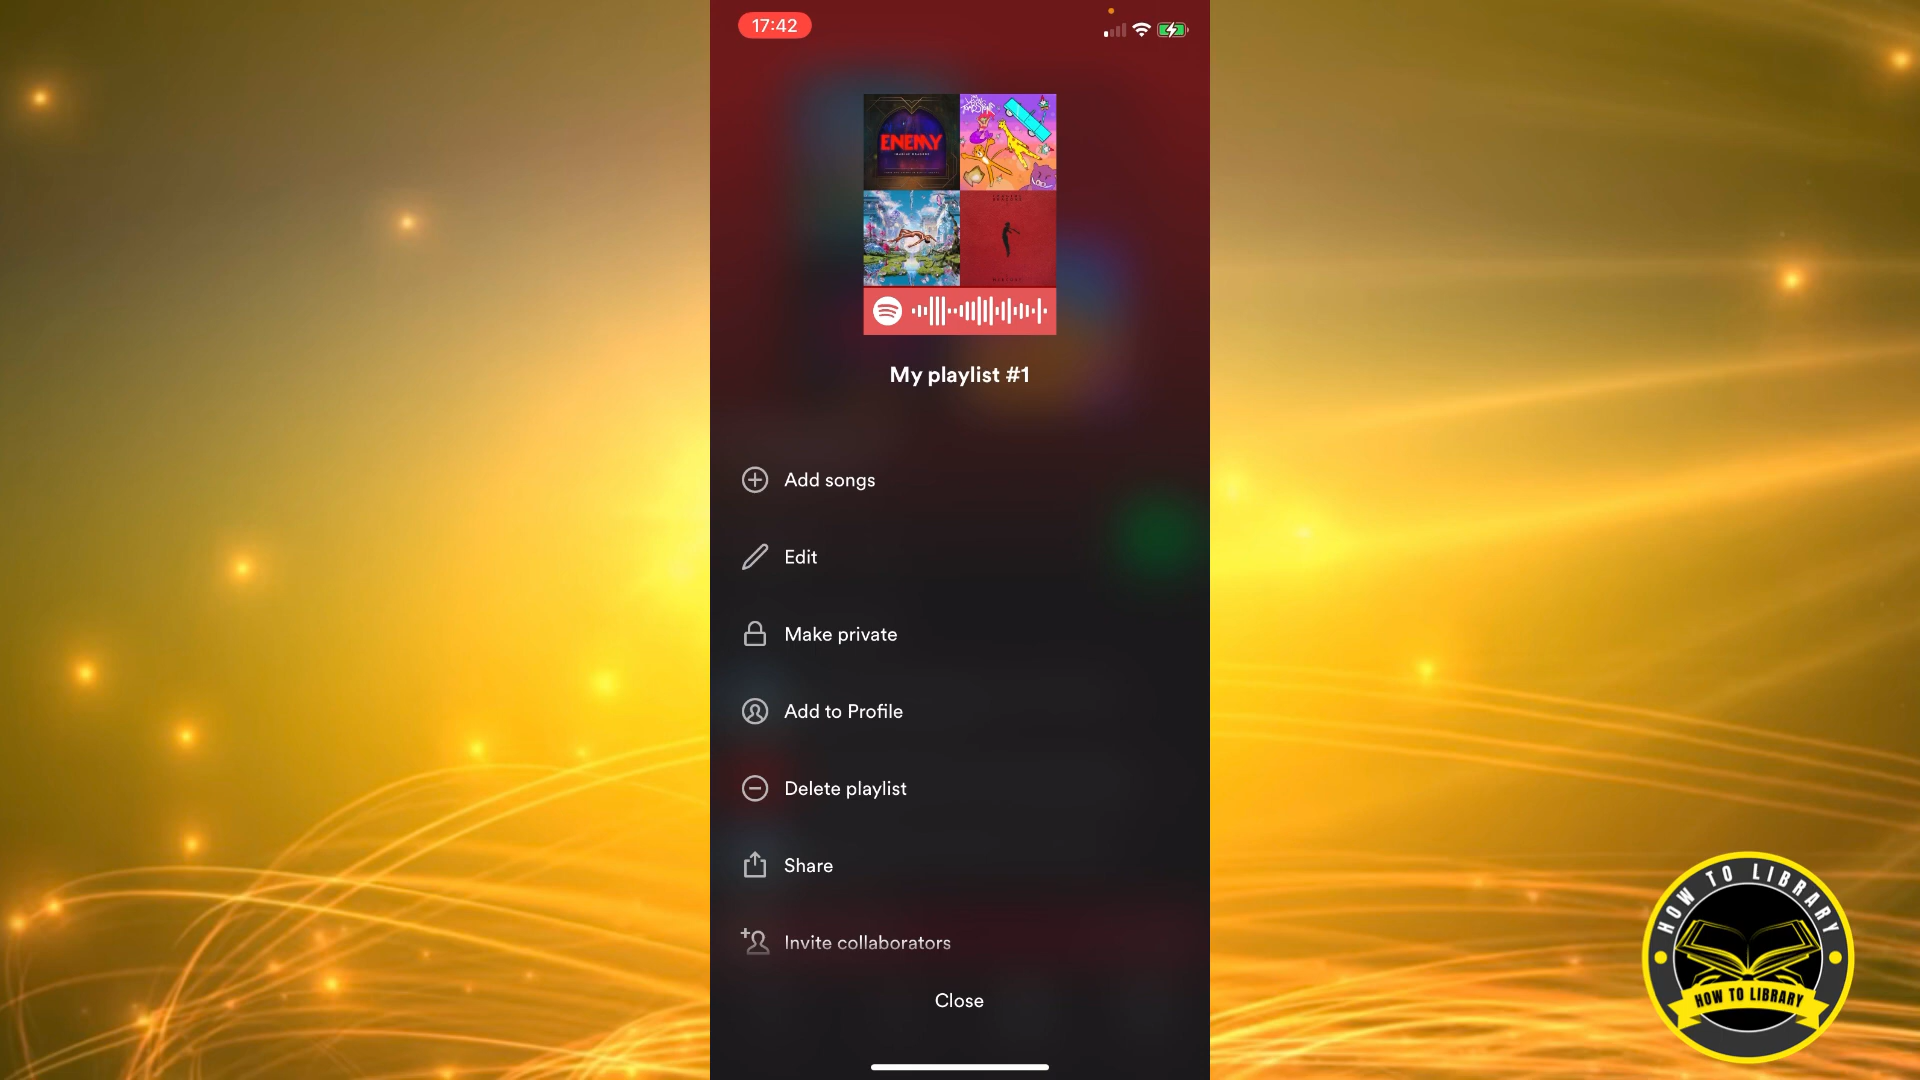 17:42
ENEMY
My playlist #1
Add songs
Edit
Make private
Add to Profile
Delete playlist
Share
Invite collaborators
Close
HOW TO LIBRARY
HOW TO LIBRARY